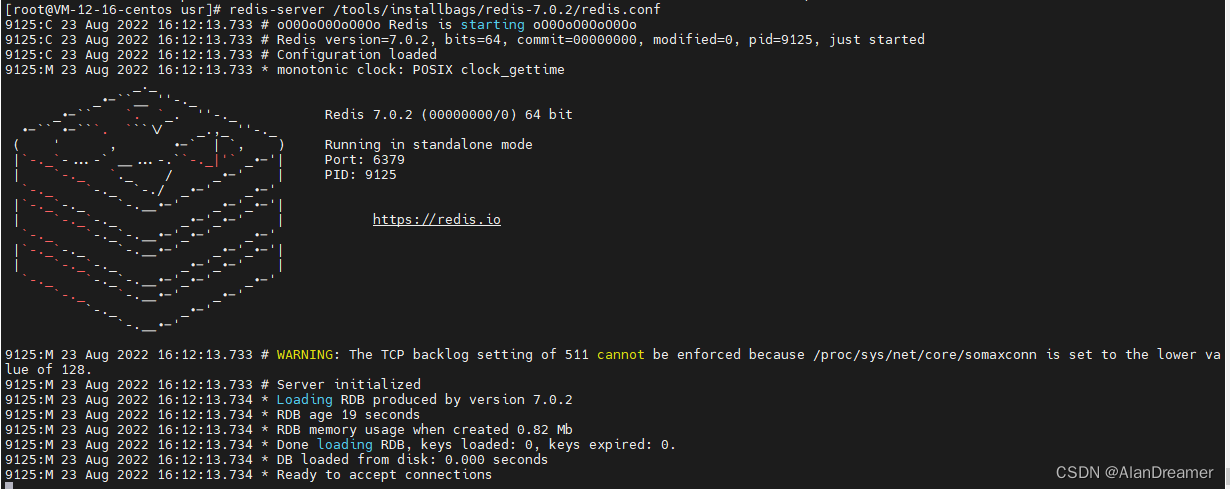 [root@VM-12-16-centos usr]# redis-server /tools/installbags/redis-7.0.2/redis.conf
9125:C 23 Aug 2022 16:12:13.733 # oO0OoO0OoO0Oo Redis is starting oO0OoO0OoO0Oo
9125:C 23 Aug 2022 16:12:13.733 # Redis version=7.0.2, bits=64, commit=00000000, modified=0, pid=9125, just started
9125:C 23 Aug 2022 16:12:13.733 # Configuration loaded
9125:M 23 Aug 2022 16:12:13.733 * monotonic clock: POSIX clock_gettime
Redis 7.0.2 (00000000/0) 64 bit
Running in standalone mode
Port: 6379
PID: 9125
https://redis.io
9125:M 23 Aug 2022 16:12:13.733 # WARNING: The TCP backlog setting of 511 cannot be enforced because /proc/sys/net/core/somaxconn is set to the lower va
lue of 128.
9125:M 23 Aug 2022 16:12:13.733 # Server initialized
9125:M 23 Aug 2022 16:12:13.734 * Loading RDB produced by version 7.0.2
9125:M 23 Aug 2022 16:12:13.734 * RDB age 19 seconds
9125:M 23 Aug 2022 16:12:13.734 * RDB memory usage when created 0.82 Mb
9125:M 23 Aug 2022 16:12:13.734 * Done loading RDB, keys loaded: 0, keys expired: 0.
9125:M 23 Aug 2022 16:12:13.734 * DB loaded from disk: 0.000 seconds
9125:M 23 Aug 2022 16:12:13.734 * Ready to accept connections
CSDN @AlanDreamer